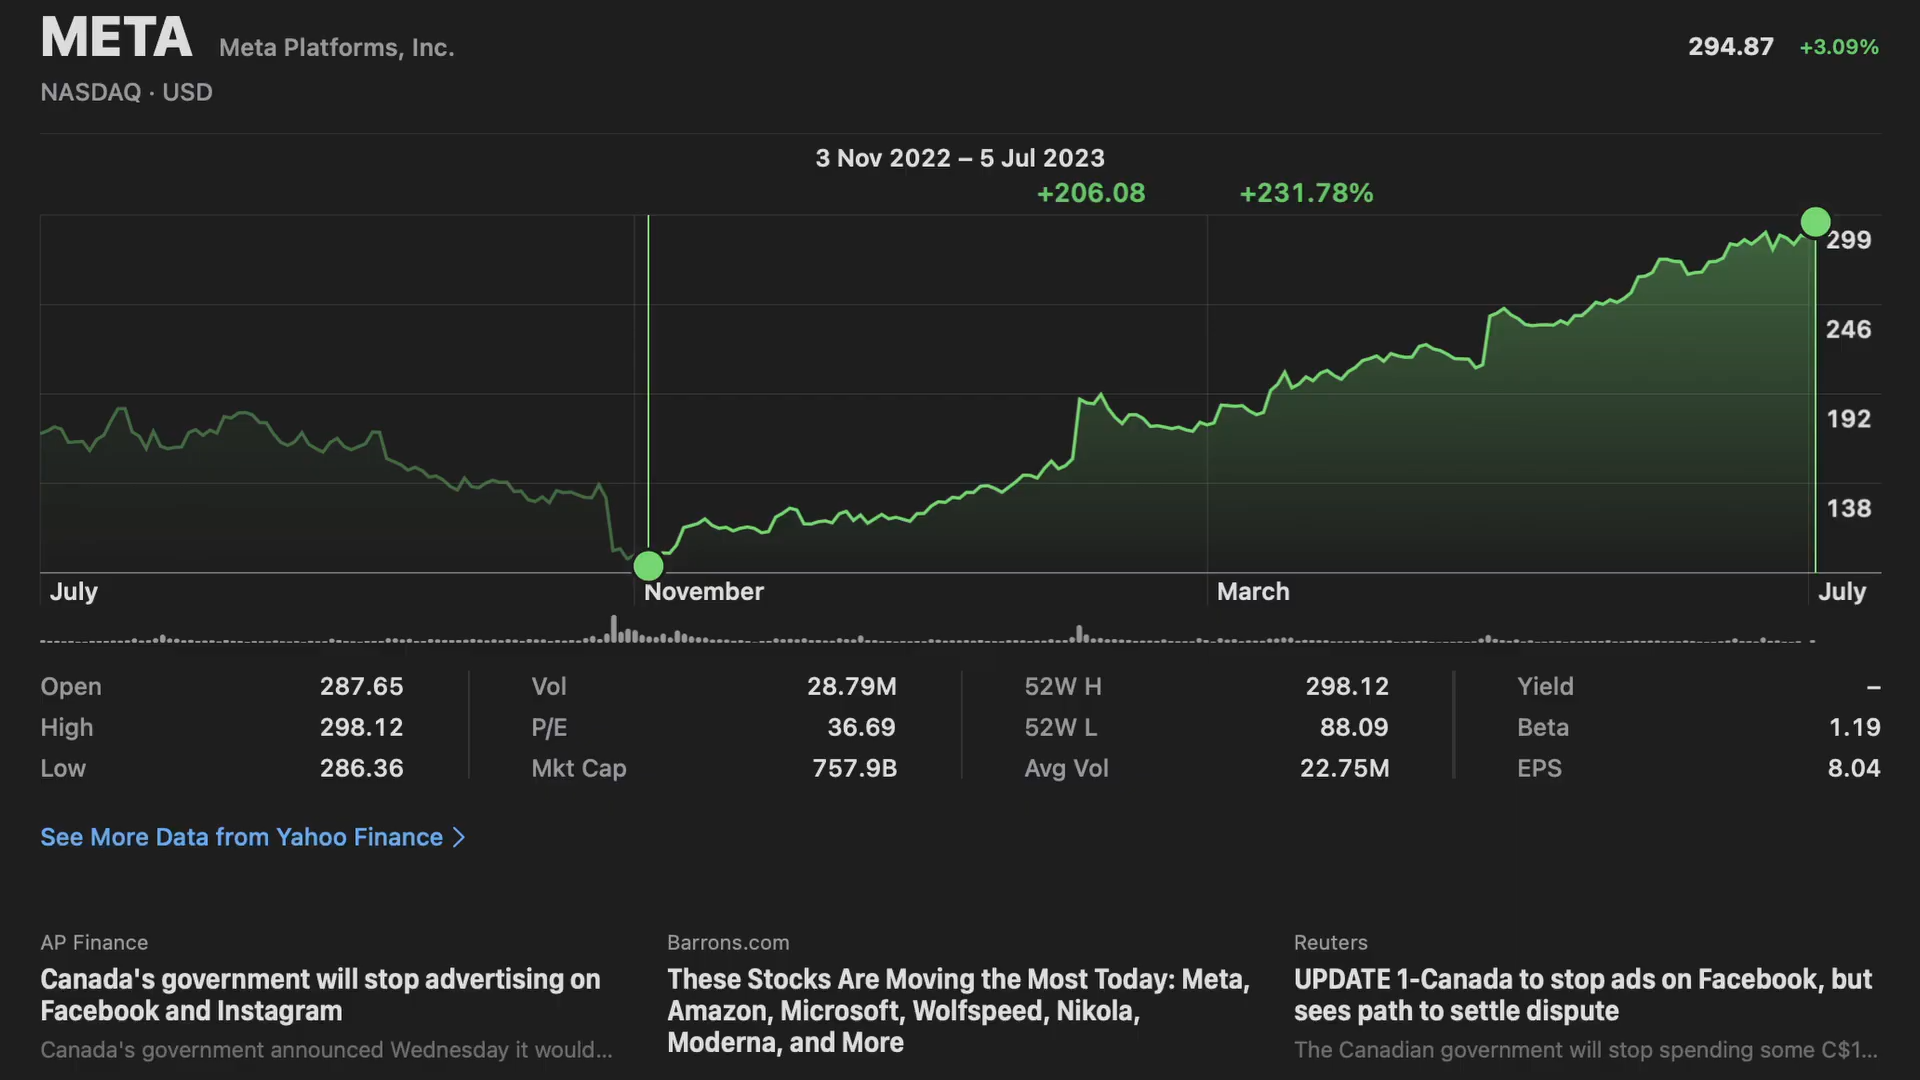 META Meta Platforms, Inc. 294.87 +3.09%
NASDAQ · USD
3 Nov 2022 – 5 Jul 2023
+206.08 +231.78%
299
246
192
138
July November March July
Open 287.65 Vol 28.79M 52W H 298.12 Yield –
High 298.12 P/E 36.69 52W L 88.09 Beta 1.19
Low 286.36 Mkt Cap 757.9B Avg Vol 22.75M EPS 8.04
See More Data from Yahoo Finance >
AP Finance
Canada's government will stop advertising on
Facebook and Instagram
Canada's government announced Wednesday it would...
Barrons.com
These Stocks Are Moving the Most Today: Meta,
Amazon, Microsoft, Wolfspeed, Nikola,
Moderna, and More
Reuters
UPDATE 1-Canada to stop ads on Facebook, but
sees path to settle dispute
The Canadian government will stop spending some C$1...